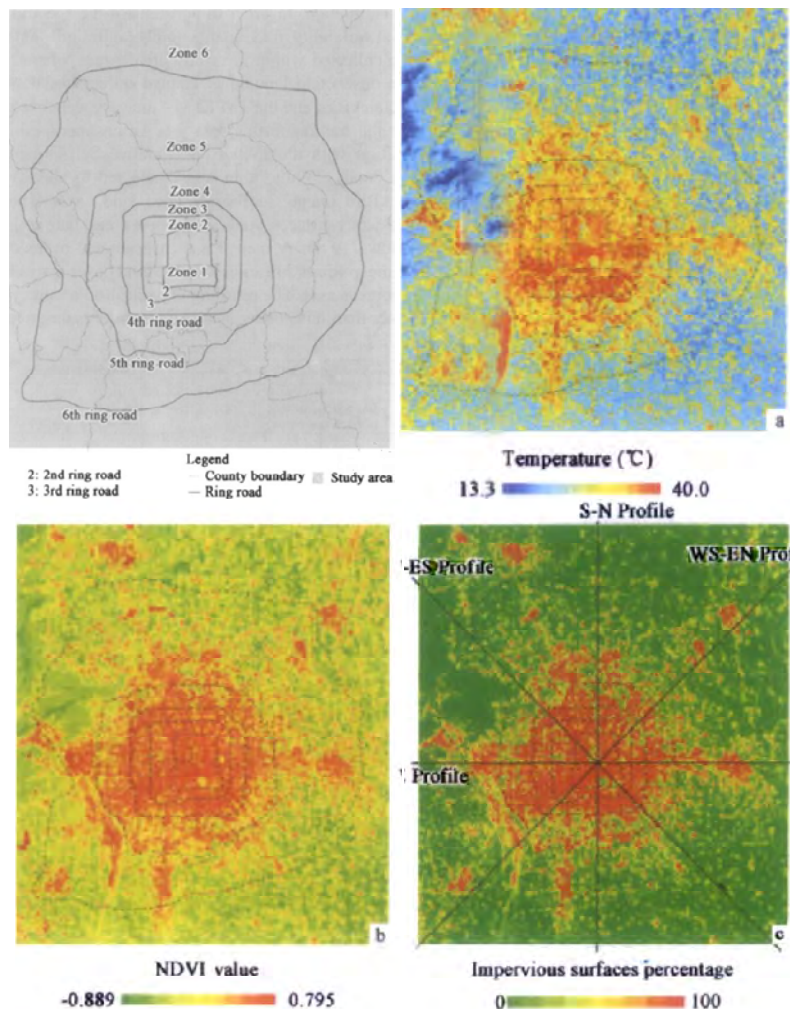 Zone 6
Zone 5
Zone 4
Zone 3
Zone 2
Zone 1
2
3
4th ring road
5th ring road
6th ring road
Legend
2: 2nd ring road
County boundary
Study area
3: 3rd ring road
Ring road
a
Temperature (℃)
13.3
40.0
S-N Profile
-ES Profile
WS-EN Prof
Profile
b
c
NDVI value
-0.889
0.795
Impervious surfaces percentage
0
100